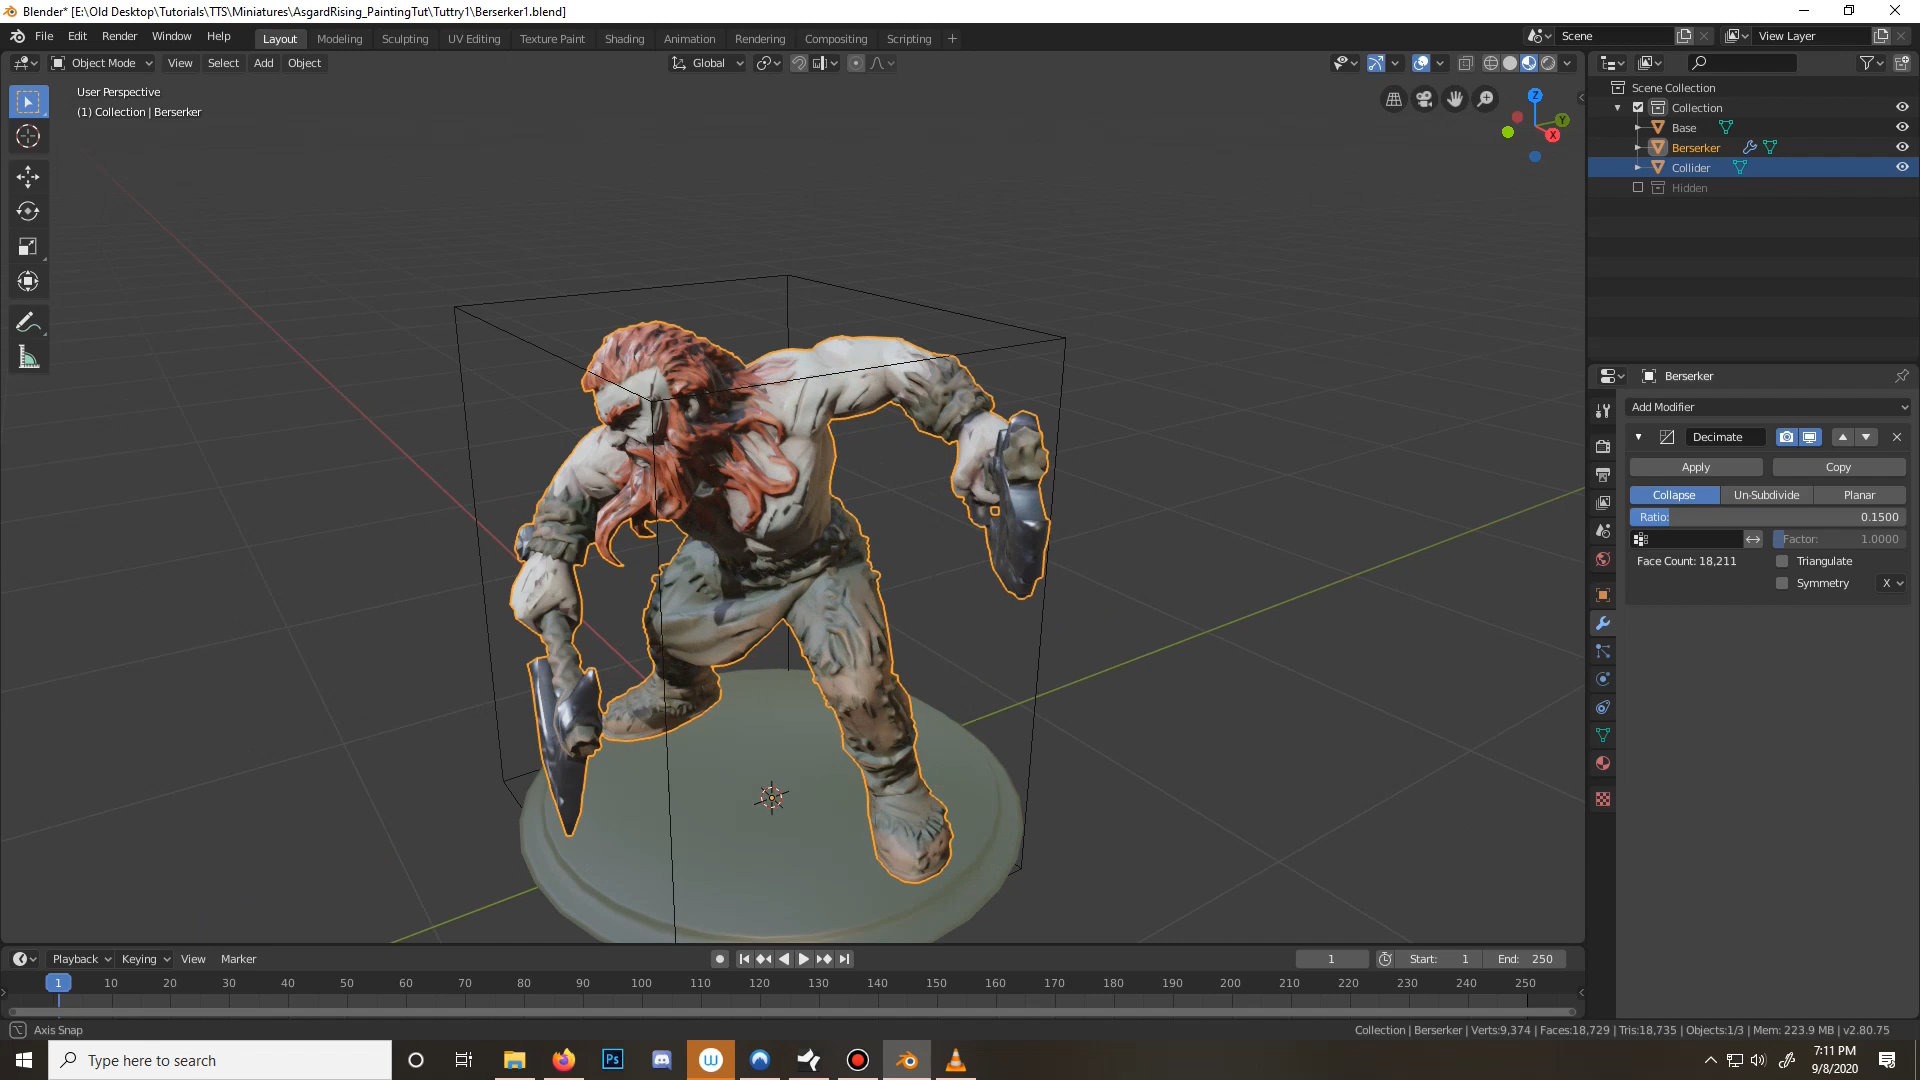 Blender* [E:\Old Desktop\Tutorials\TTS\Miniatures\AsgardRising_PaintingTut\Tuttry1\Berserker1.blend]
File Edit Render Window Help Layout Modeling Sculpting UV Editing Texture Paint Shading Animation Rendering Compositing Scripting + Scene View Layer
Object Mode View Select Add Object Global
User Perspective
(1) Collection | Berserker
Z
Y
X
Scene Collection
Collection
Base
Berserker
Collider
Hidden
Berserker
Add Modifier
Decimate
Apply Copy
Collapse Un-Subdivide Planar
Ratio: 0.1500
Factor: 1.0000
Face Count: 18,211 Triangulate
Symmetry X
Playback Keying View Marker 1 Start: 1 End: 250
1 10 20 30 40 50 60 70 80 90 100 110 120 130 140 150 160 170 180 190 200 210 220 230 240 250
Axis Snap Collection | Berserker | Verts:9,374 | Faces:18,729 | Tris:18,735 | Objects:1/3 | Mem: 223.9 MB | v2.80.75
Type here to search Ps W 7:11 PM
9/8/2020